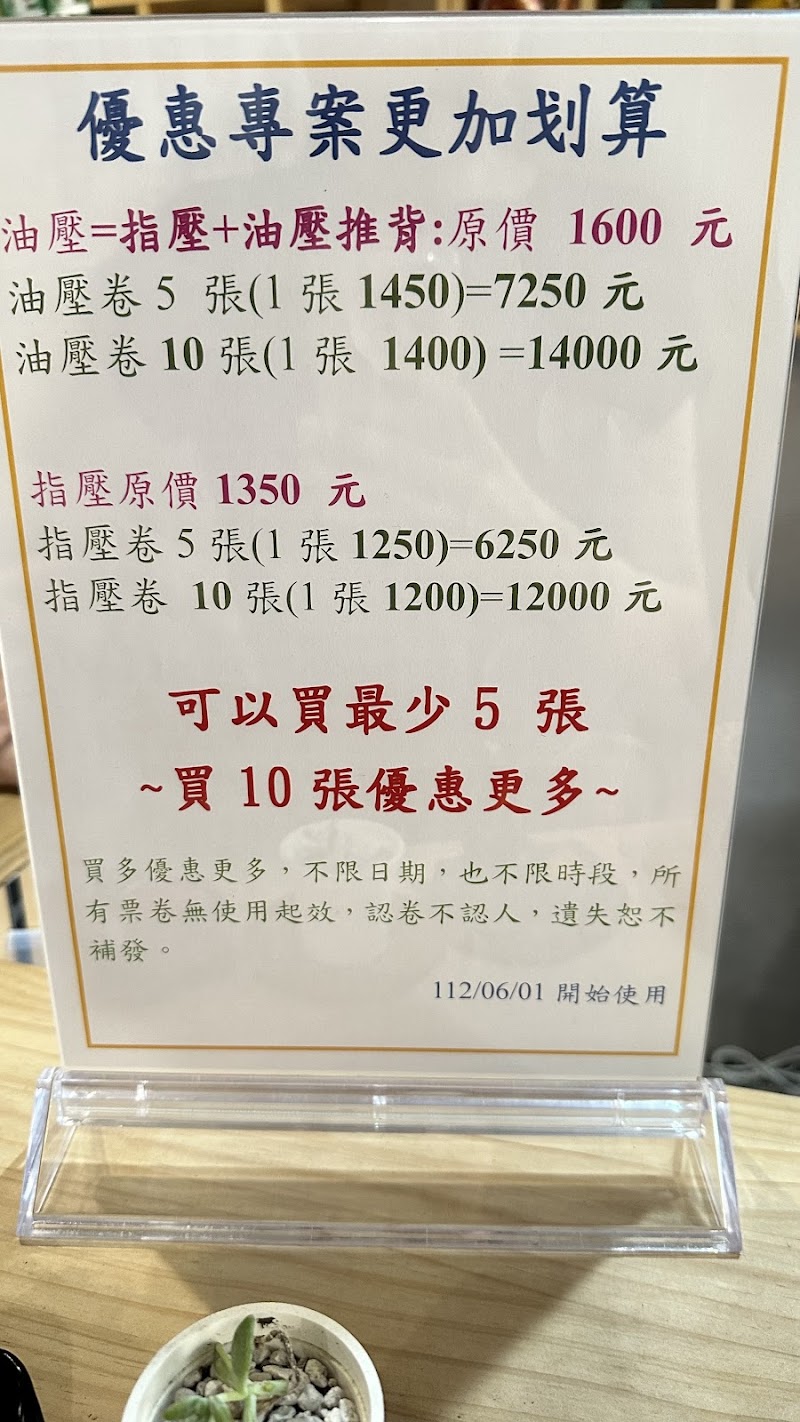 優惠專案更加划算
油壓=指壓+油壓推背:原價 1600 元
油壓卷 5 張(1 張 1450)=7250 元
油壓卷 10 張(1 張 1400) =14000 元
指壓原價 1350 元
指壓卷 5 張(1 張 1250)=6250 元
指壓卷 10 張(1 張 1200)=12000 元
可以買最少 5 張
~買 10 張優惠更多~
買多優惠更多，不限日期，也不限時段，所
有票卷無使用起效，認卷不認人，遺失恕不
補發。
112/06/01 開始使用